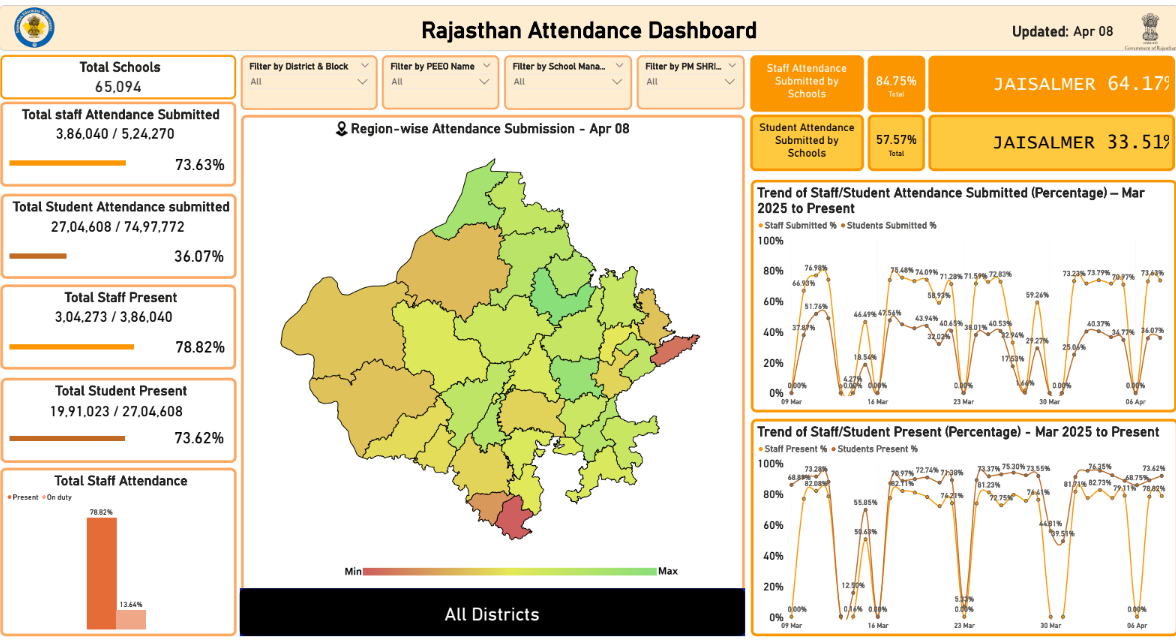 Rajasthan Attendance Dashboard
Updated: Apr 08
Government of Rajasthan
Total Schools
65,094
Total staff Attendance Submitted
3,86,040 / 5,24,270
73.63%
Total Student Attendance submitted
27,04,608 / 74,97,772
36.07%
Total Staff Present
3,04,273 / 3,86,040
78.82%
Total Student Present
19,91,023 / 27,04,608
73.62%
Total Staff Attendance
Present On duty
78.82%
13.64%
Filter by District & Block
All
Filter by PEEO Name
All
Filter by School Mana...
All
Filter by PM SHRI...
All
Region-wise Attendance Submission - Apr 08
Min
Max
All Districts
Staff Attendance
Submitted by
Schools
84.75%
Total
JAISALMER 64.17%
Student Attendance
Submitted by
Schools
57.57%
Total
JAISALMER 33.51%
Trend of Staff/Student Attendance Submitted (Percentage) – Mar
2025 to Present
Staff Submitted % Students Submitted %
100%
80%
60%
40%
20%
0%
66.93% 76.98% 46.49% 75.48% 74.09% 58.93% 71.28% 71.59% 72.83% 59.26% 73.23% 73.79% 70.97% 73.63%
37.87% 51.76% 18.54% 47.56% 43.94% 32.02% 40.65% 38.01% 40.53% 32.94% 17.53% 29.27% 25.06% 40.37% 34.77% 36.07%
0.00% 4.27% 0.00% 0.00% 1.66% 0.00% 0.00%
09 Mar 16 Mar 23 Mar 30 Mar 06 Apr
Trend of Staff/Student Present (Percentage) - Mar 2025 to Present
Staff Present % Students Present %
100%
80%
60%
40%
20%
0%
73.28% 55.85% 70.97% 72.74% 71.38% 73.37% 75.30% 73.55% 76.35% 68.75% 73.62%
82.08% 50.63% 82.11% 74.21% 81.23% 72.75% 76.41% 44.81% 39.51% 81.71% 82.73% 79.11% 78.82%
0.00% 12.50% 0.16% 0.00% 5.33% 0.00% 0.00%
09 Mar 16 Mar 23 Mar 30 Mar 06 Apr